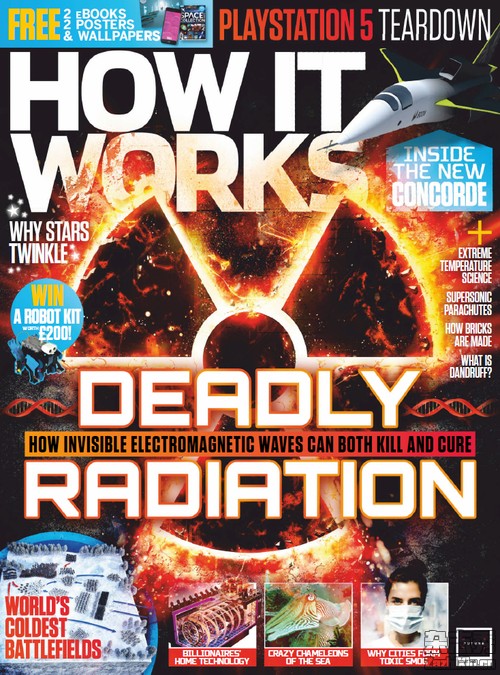 FREE
2 eBOOKS
2 POSTERS
& WALLPAPERS
SPACE
COLLECTION
PLAYSTATION 5 TEARDOWN
HOW IT
WORKS
INSIDE
THE NEW
CONCORDE
WHY STARS
TWINKLE
WIN
A ROBOT KIT
WORTH £200!
+
EXTREME
TEMPERATURE
SCIENCE
SUPERSONIC
PARACHUTES
HOW BRICKS
ARE MADE
WHAT IS
DANDRUFF?
DEADLY
HOW INVISIBLE ELECTROMAGNETIC WAVES CAN BOTH KILL AND CURE
RADIATION
WORLD'S
COLDEST
BATTLEFIELDS
BILLIONAIRES'
HOME TECHNOLOGY
CRAZY CHAMELEONS
OF THE SEA
WHY CITIES
TOXIC
FUTURE